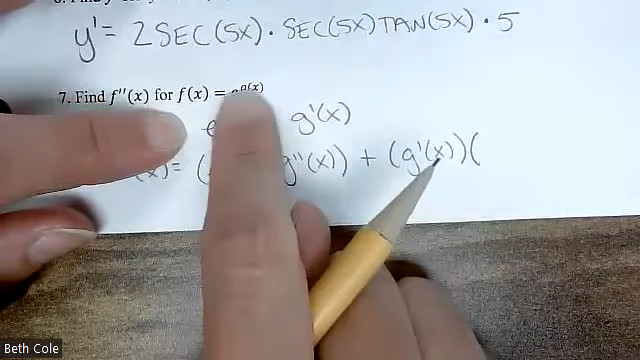 y' = 2SEC(5x) · SEC(5x)TAN(5x) · 5
7. Find f''(x) for f(x) = e^g(x)
e g'(x)
(x) = ( g''(x)) + (g'(x))(
Beth Cole